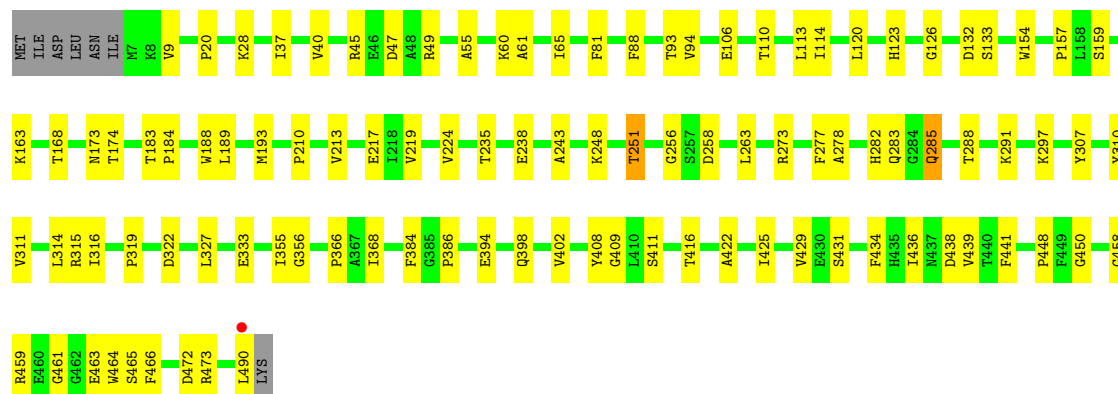 MET ILE ASP LEU ASN ILE M7 K8 V9 P20 K28 I37 V40 R45 E46 D47 A48 R49 A55 K60 A61 I65 F81 F88 T93 V94 E106 T110 L113 I114 L120 H123 G126 D132 S133 W154 P157 L158 S159
K163 T168 N173 T174 T183 P184 W188 L189 M193 P210 V213 E217 I218 V219 V224 T235 E238 A243 K248 T251 G256 S257 D258 L263 R273 F277 A278 H282 Q283 G284 Q285 T288 K291 K297 Y307
V311 L314 R315 I316 P319 D322 L327 E333 I355 G356 P366 A367 I368 F384 G385 P386 E394 Q398 V402 Y408 G409 L410 S411 T416 A422 I425 V429 E430 S431 F434 H435 I436 N437 D438 V439 T440 F441 P448 F449 G450
R459 E460 G461 G462 E463 W464 S465 F466 D472 R473 L490 LYS